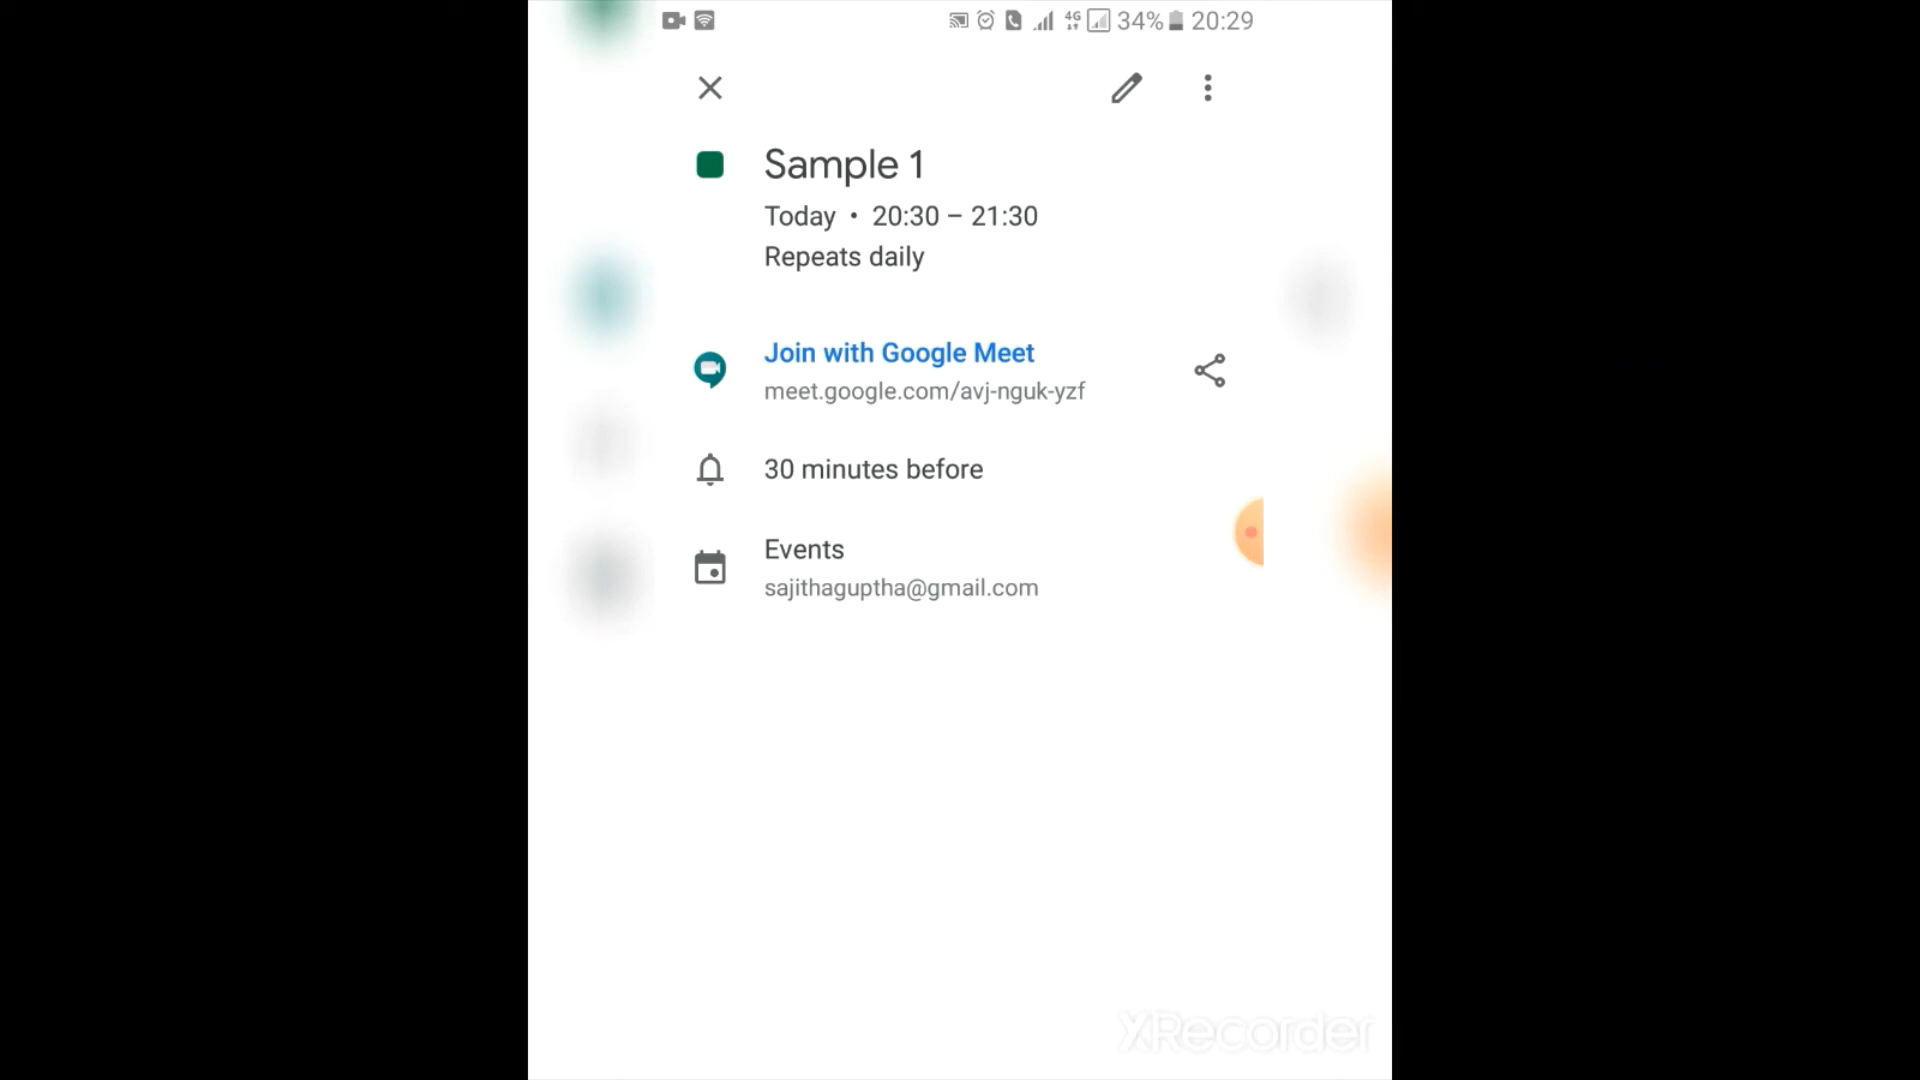 4G 34% 20:29
Sample 1
Today • 20:30 – 21:30
Repeats daily
Join with Google Meet
meet.google.com/avj-nguk-yzf
30 minutes before
Events
sajithaguptha@gmail.com
XRecorder